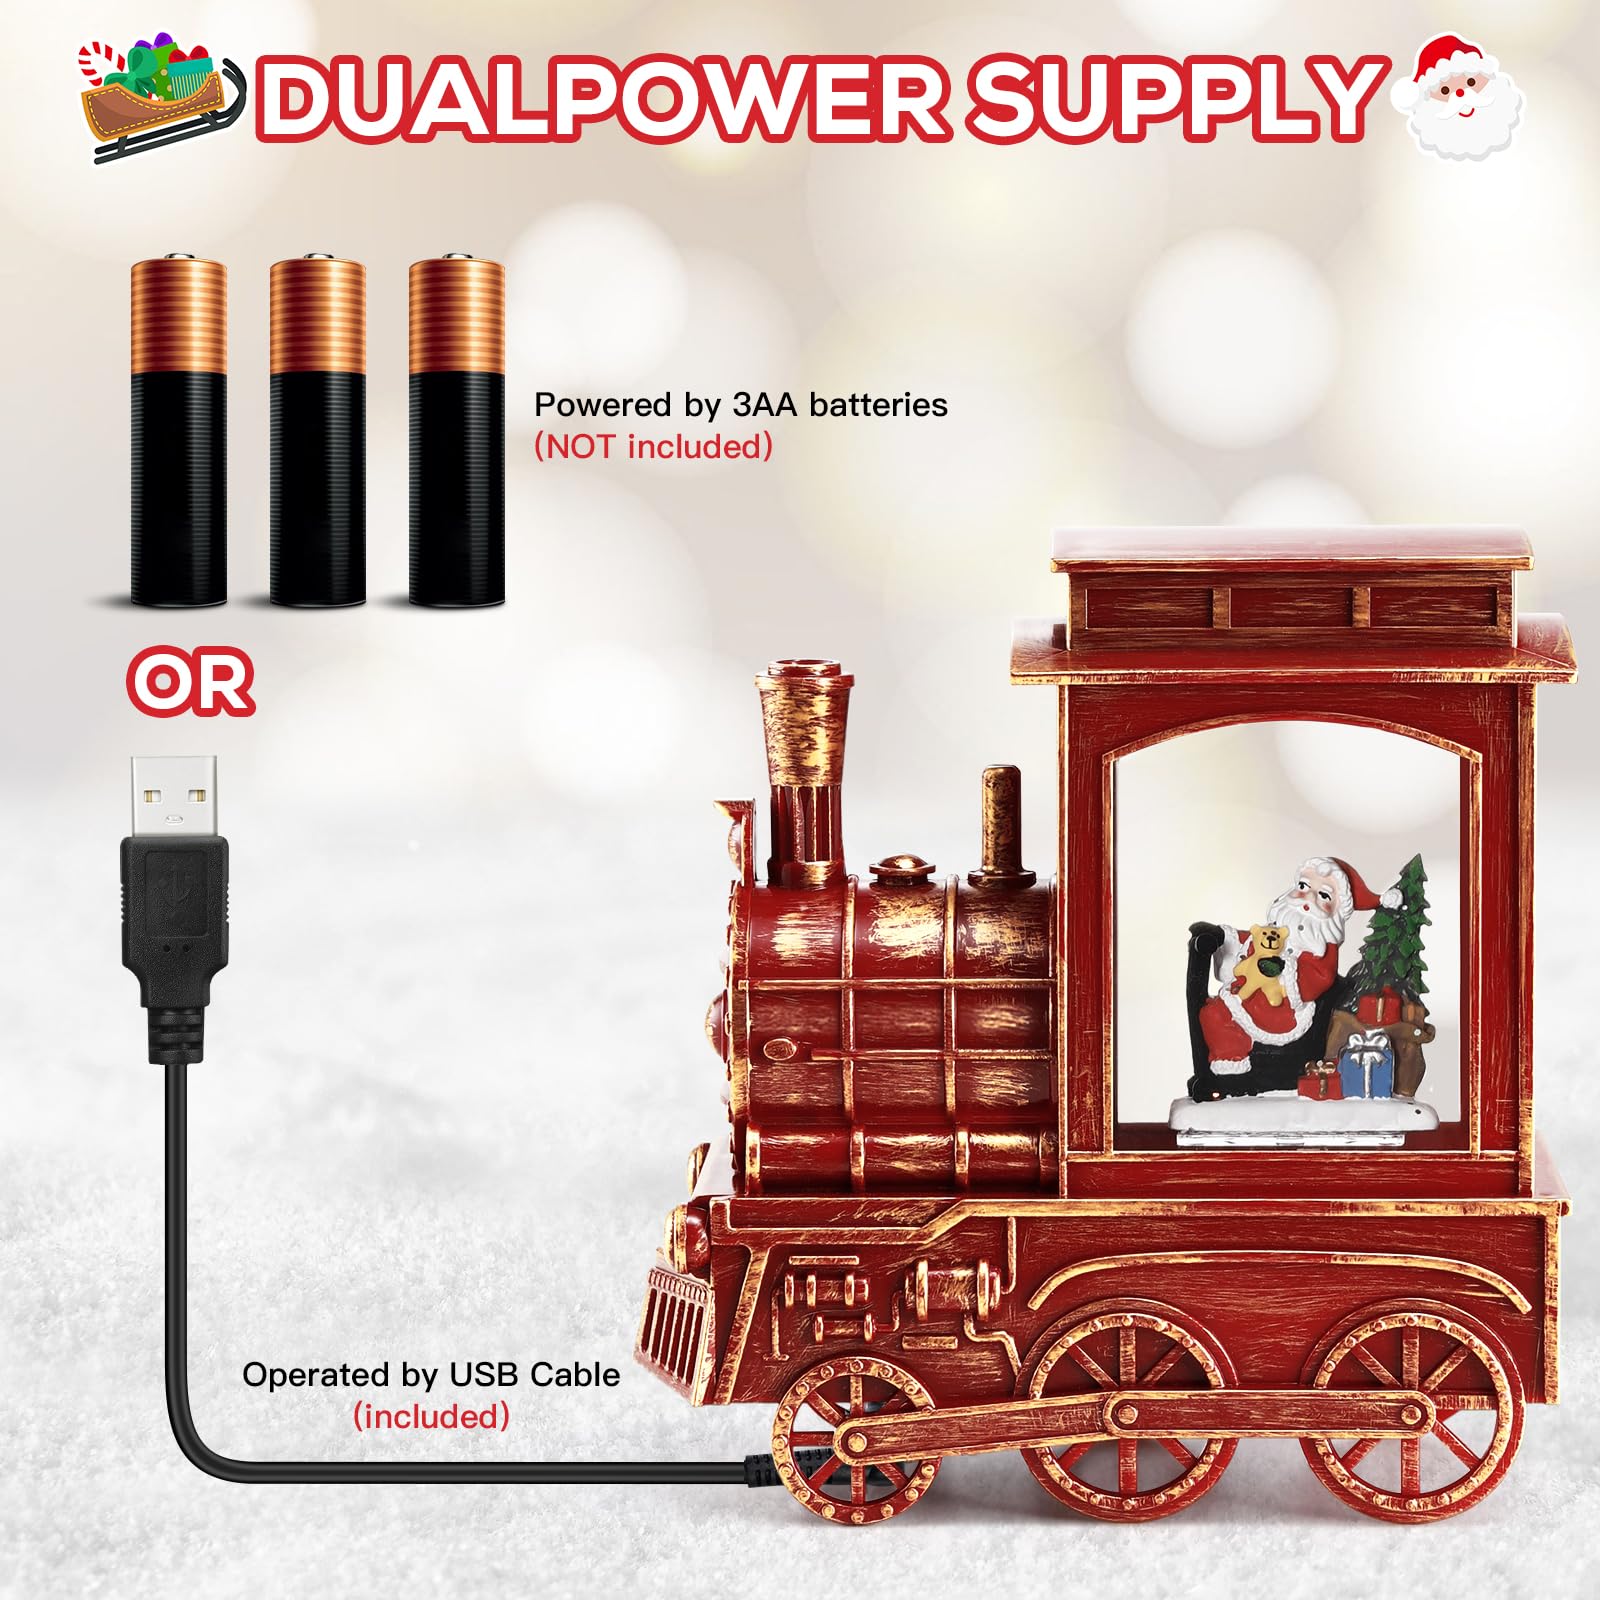 DUALPOWER SUPPLY
Powered by 3AA batteries
(NOT included)
OR
Operated by USB Cable
(included)